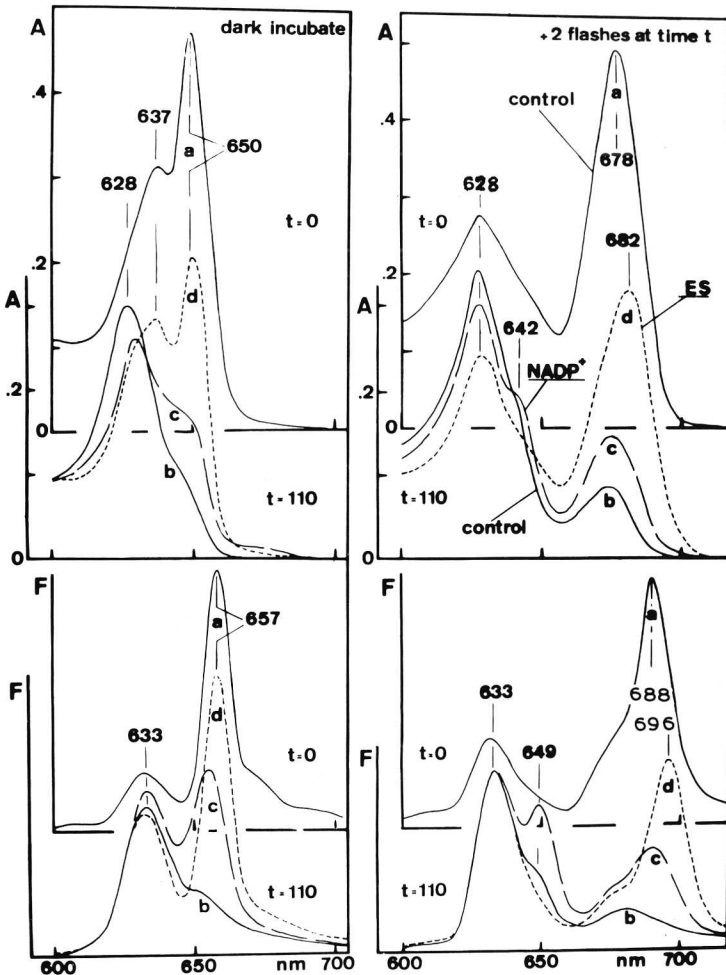 A
dark incubate
.4
637
a
650
628
t=0
.2
d
A
.2
c
0
b
t=110
0
A
+2 flashes at time t
control
a
.4
678
628
t=0
682
.2
ES
A
642
d
NADP+
.2
0
c
control
b
t=110
0
F
a
657
d
633
F
t=0
c
t=110
b
600
650
nm
700
F
a
688
633
696
649
t=0
F
d
c
t=110
b
600
650
nm
700